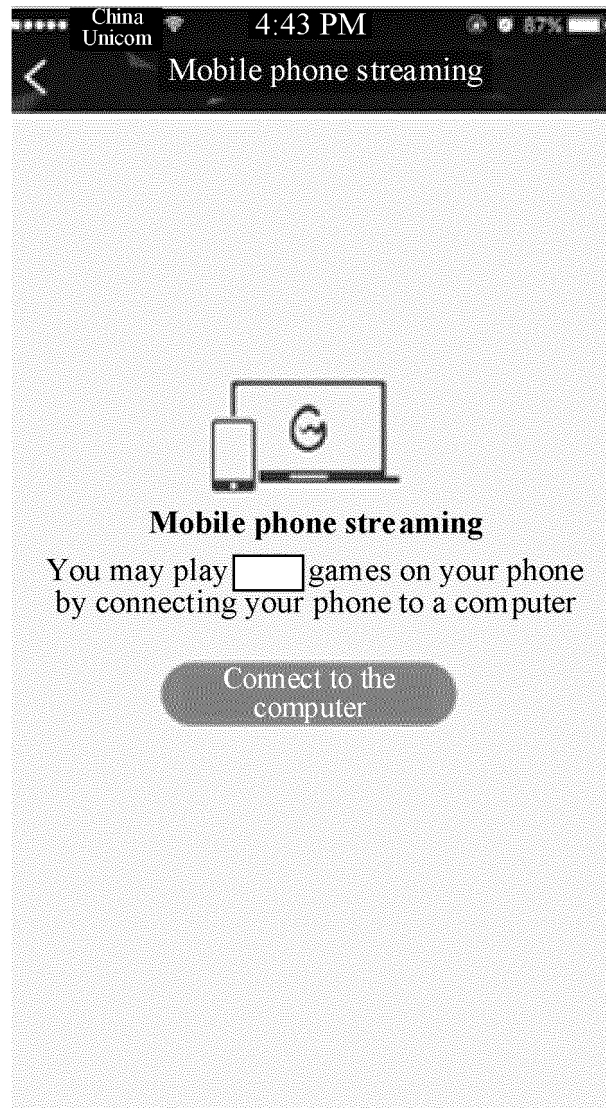 China
Unicom
4:43 PM
87%
Mobile phone streaming
Mobile phone streaming
You may play games on your phone
by connecting your phone to a computer
Connect to the
computer